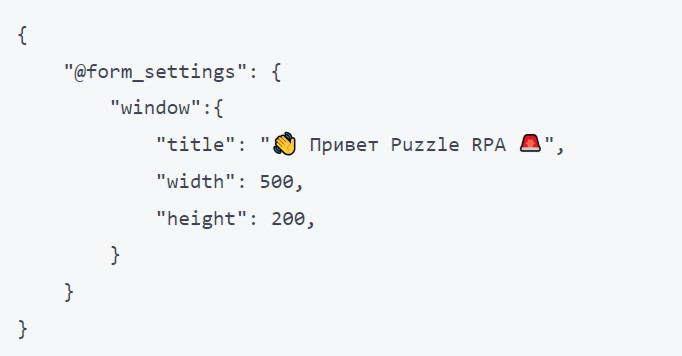 {
    "@form_settings": {
        "window":{
            "title": "👋 Привет Puzzle RPA 🚨",
            "width": 500,
            "height": 200,
        }
    }
}